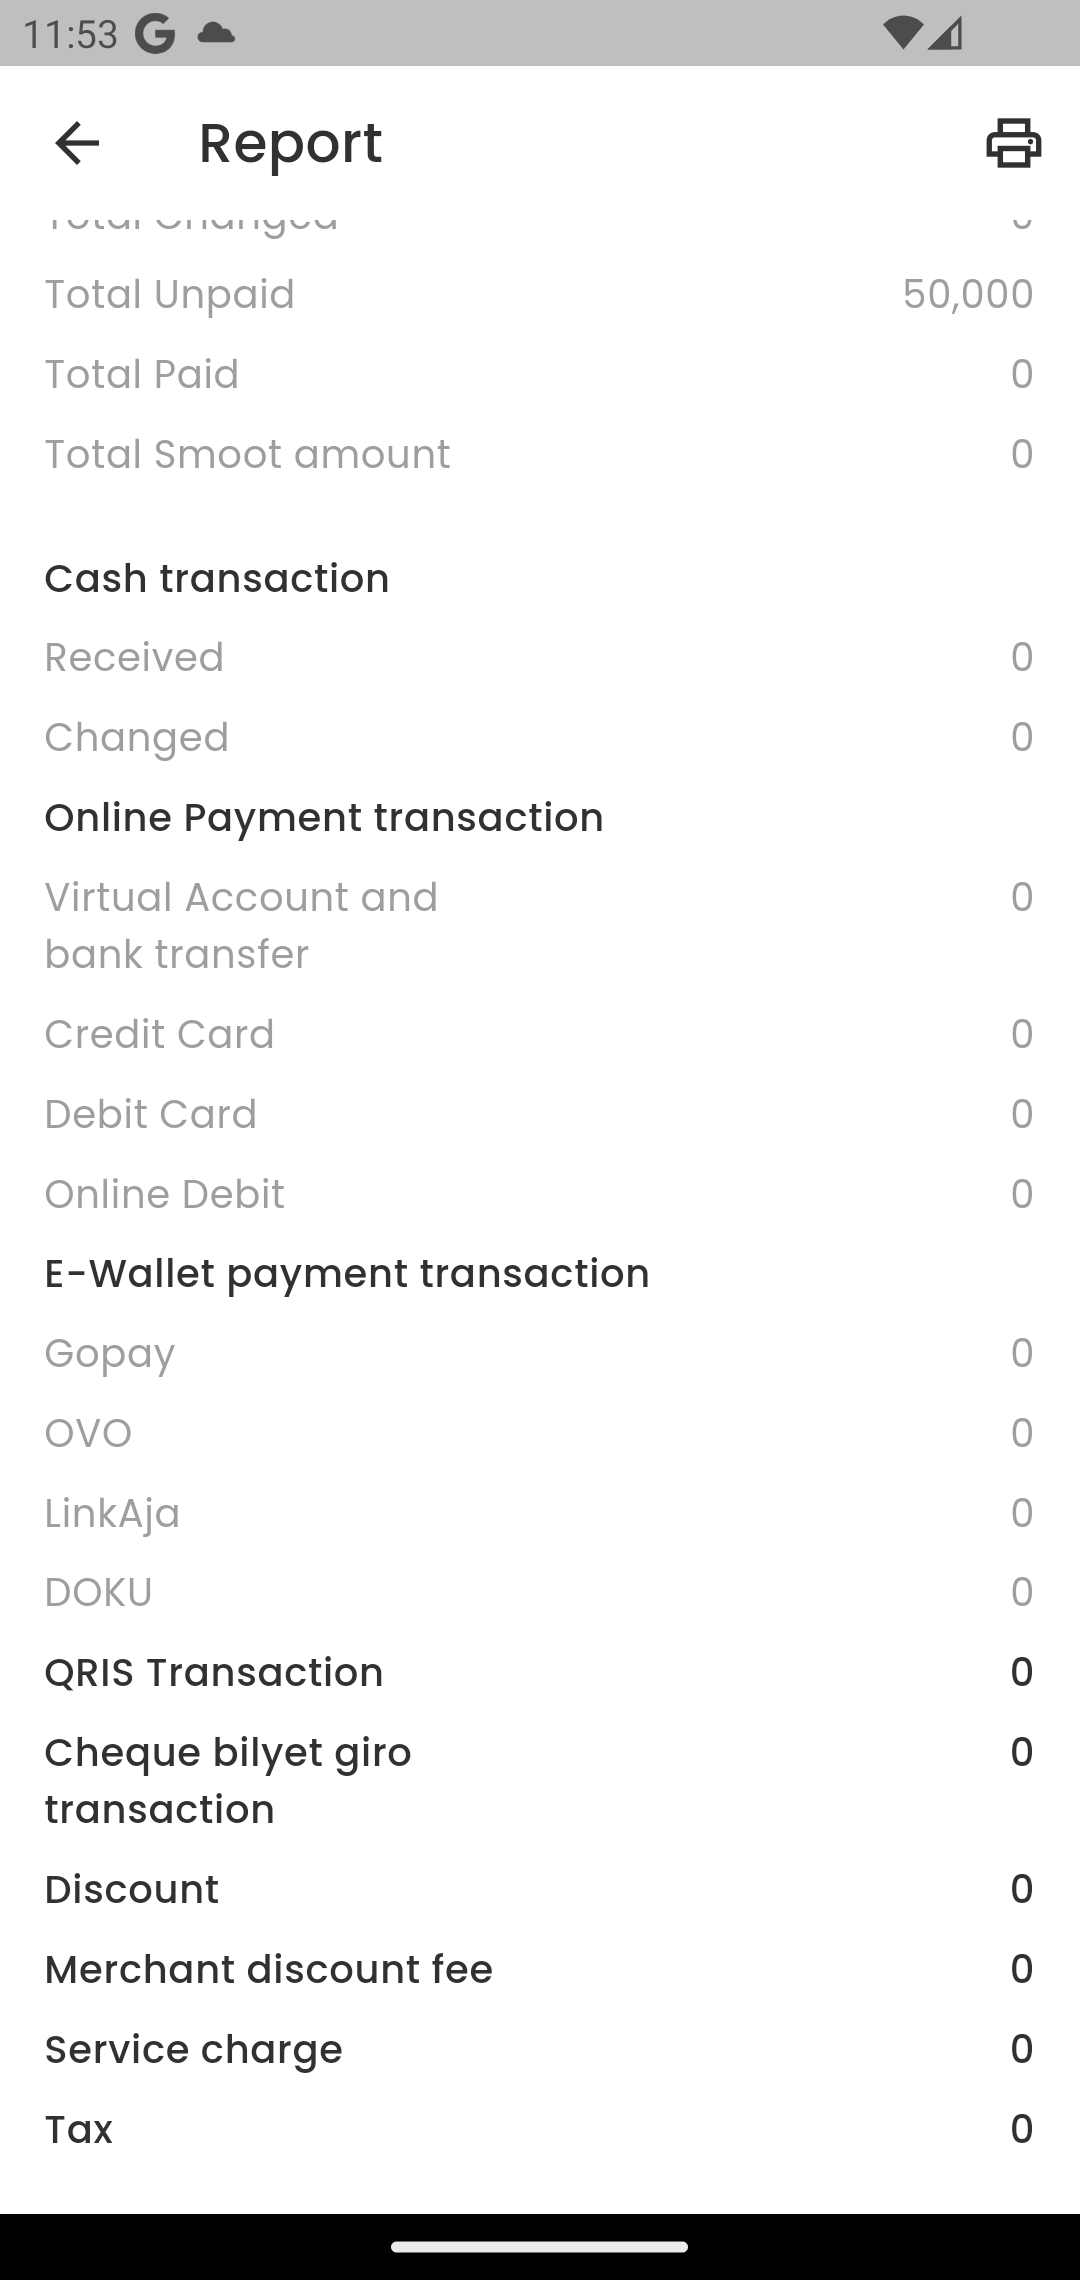 11:53
Report
Total Changed 0
Total Unpaid 50,000
Total Paid 0
Total Smoot amount 0
Cash transaction
Received 0
Changed 0
Online Payment transaction
Virtual Account and 0
bank transfer
Credit Card 0
Debit Card 0
Online Debit 0
E-Wallet payment transaction
Gopay 0
OVO 0
LinkAja 0
DOKU 0
QRIS Transaction 0
Cheque bilyet giro 0
transaction
Discount 0
Merchant discount fee 0
Service charge 0
Tax 0